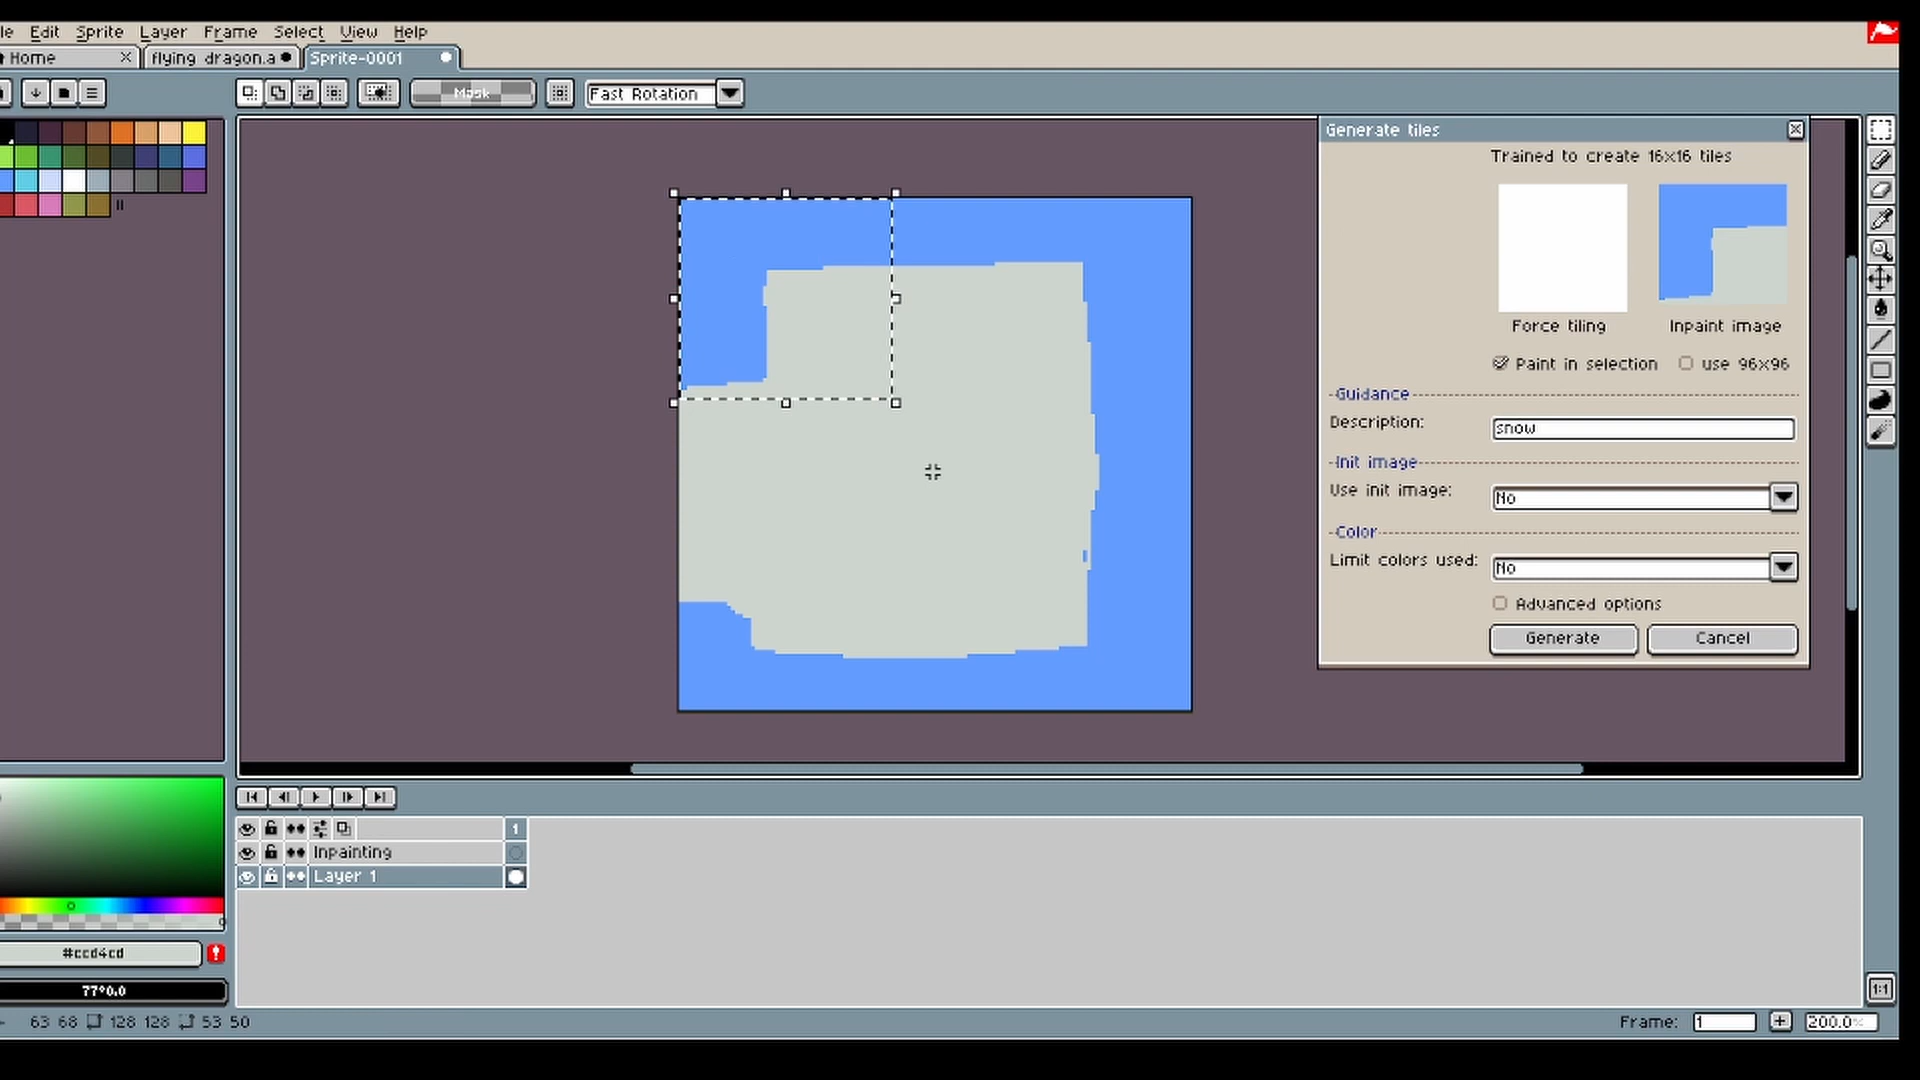 le Edit Sprite Layer Frame Select View Help
Home flying dragon.a Sprite-0001
Mask Fast Rotation
Generate tiles
Trained to create 16x16 tiles
Force tiling Inpaint image
Paint in selection use 96x96
Guidance
Description: snow
Init image
Use init image: No
Color
Limit colors used: No
Advanced options
Generate Cancel
1
Inpainting
Layer 1
#ccd4cd
63 68 128 128 53 50
Frame: 1 200.0
1:1